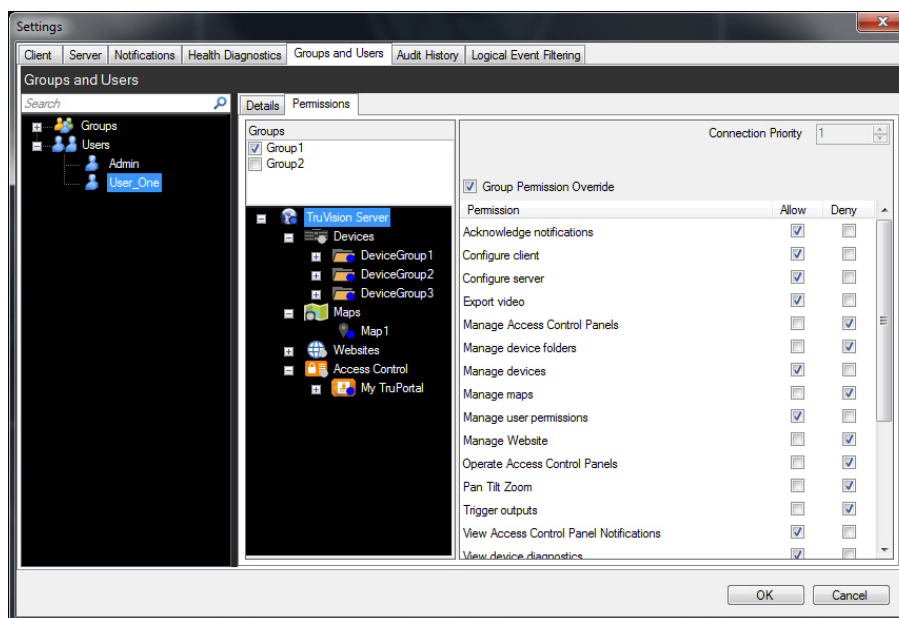 Settings
Client Server Notifications Health Diagnostics Groups and Users Audit History Logical Event Filtering
Groups and Users
Search
Groups
Users
Admin
User_One
Details Permissions
Groups
Group1
Group2
TruVision Server
Devices
DeviceGroup1
DeviceGroup2
DeviceGroup3
Maps
Map1
Websites
Access Control
My TruPortal
Connection Priority 1
Group Permission Override
Permission Allow Deny
Acknowledge notifications
Configure client
Configure server
Export video
Manage Access Control Panels
Manage device folders
Manage devices
Manage maps
Manage user permissions
Manage Website
Operate Access Control Panels
Pan Tilt Zoom
Trigger outputs
View Access Control Panel Notifications
View device diagnostics
OK Cancel